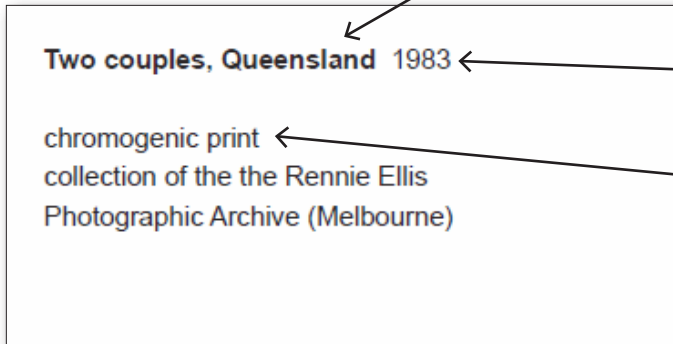 Two couples, Queensland 1983
chromogenic print
collection of the the Rennie Ellis
Photographic Archive (Melbourne)